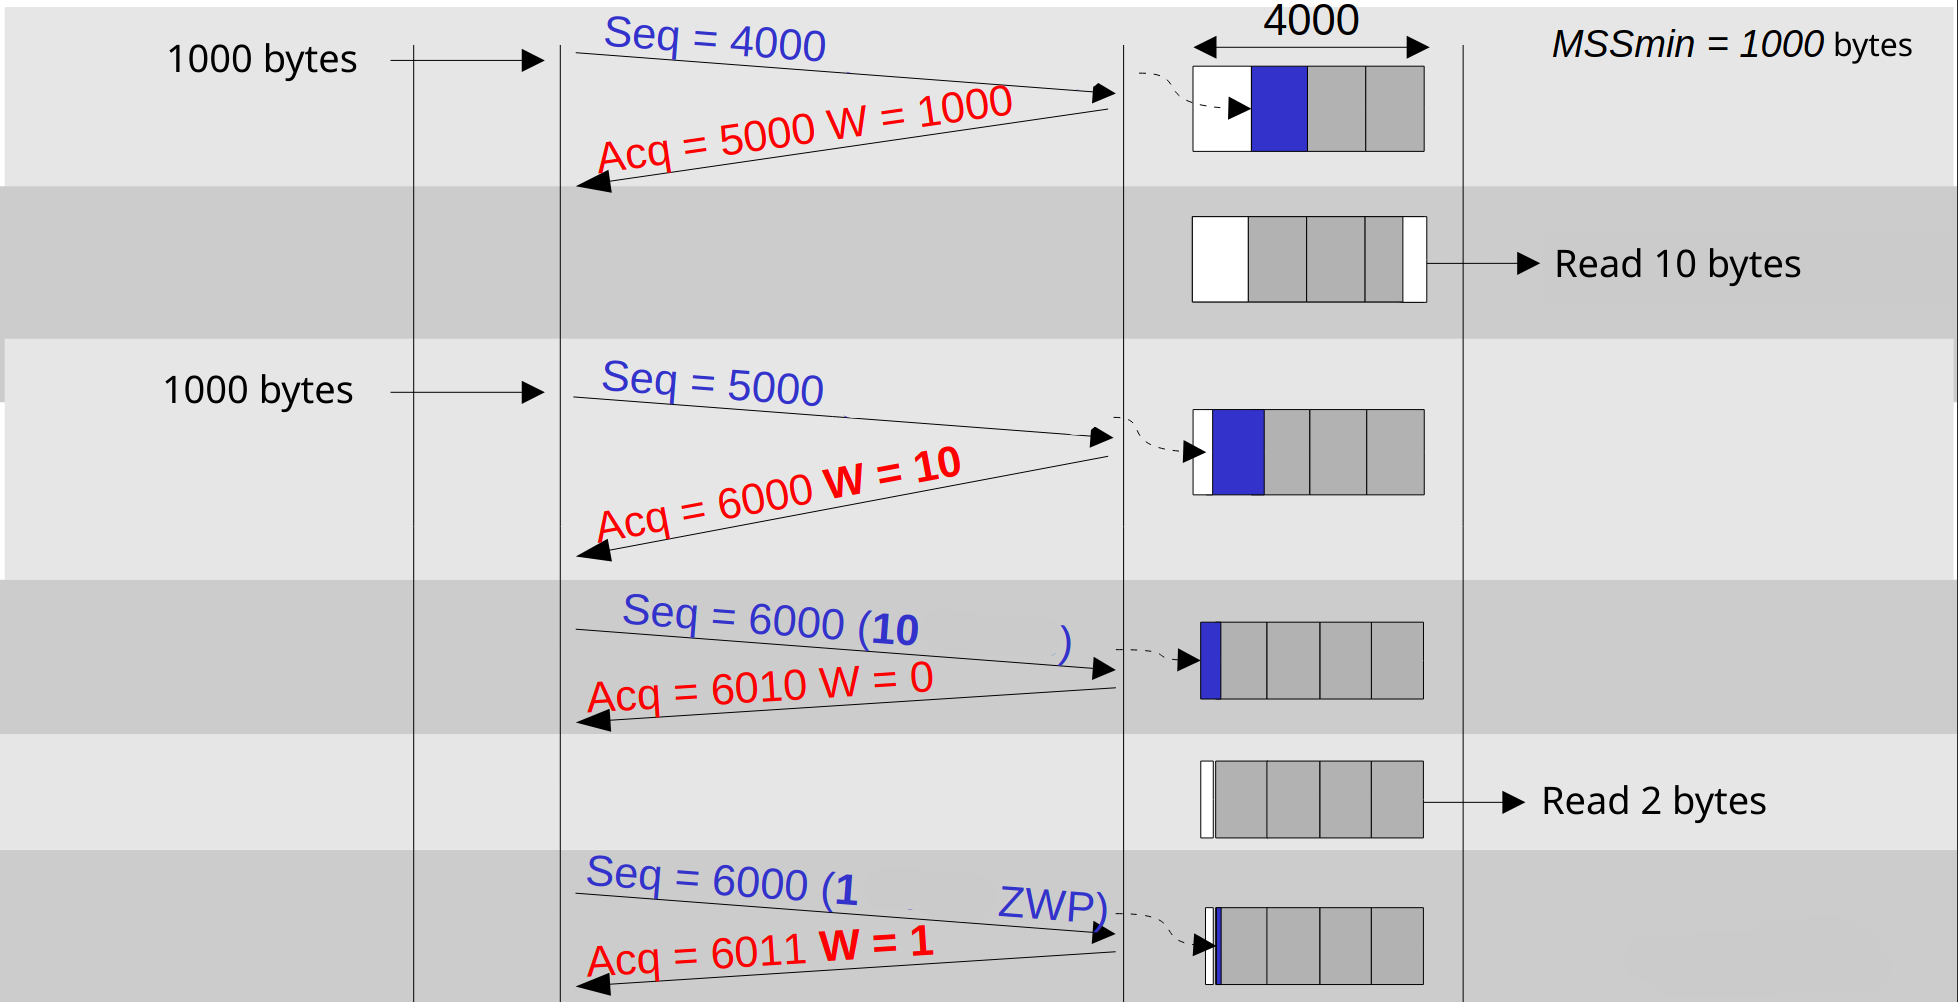 4000
MSSmin = 1000 bytes
1000 bytes
Seq = 4000
Acq = 5000 W = 1000
Read 10 bytes
1000 bytes
Seq = 5000
Acq = 6000 W = 10
Seq = 6000 (10 )
Acq = 6010 W = 0
Read 2 bytes
Seq = 6000 (1 ZWP)
Acq = 6011 W = 1